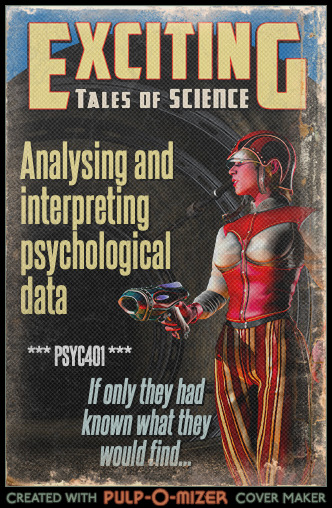 EXCITING
TALES OF SCIENCE
Analysing and
interpreting
psychological
data
*** PSYC401 ***
If only they had
known what they
would find...
CREATED WITH PULP-O-MIZER COVER MAKER